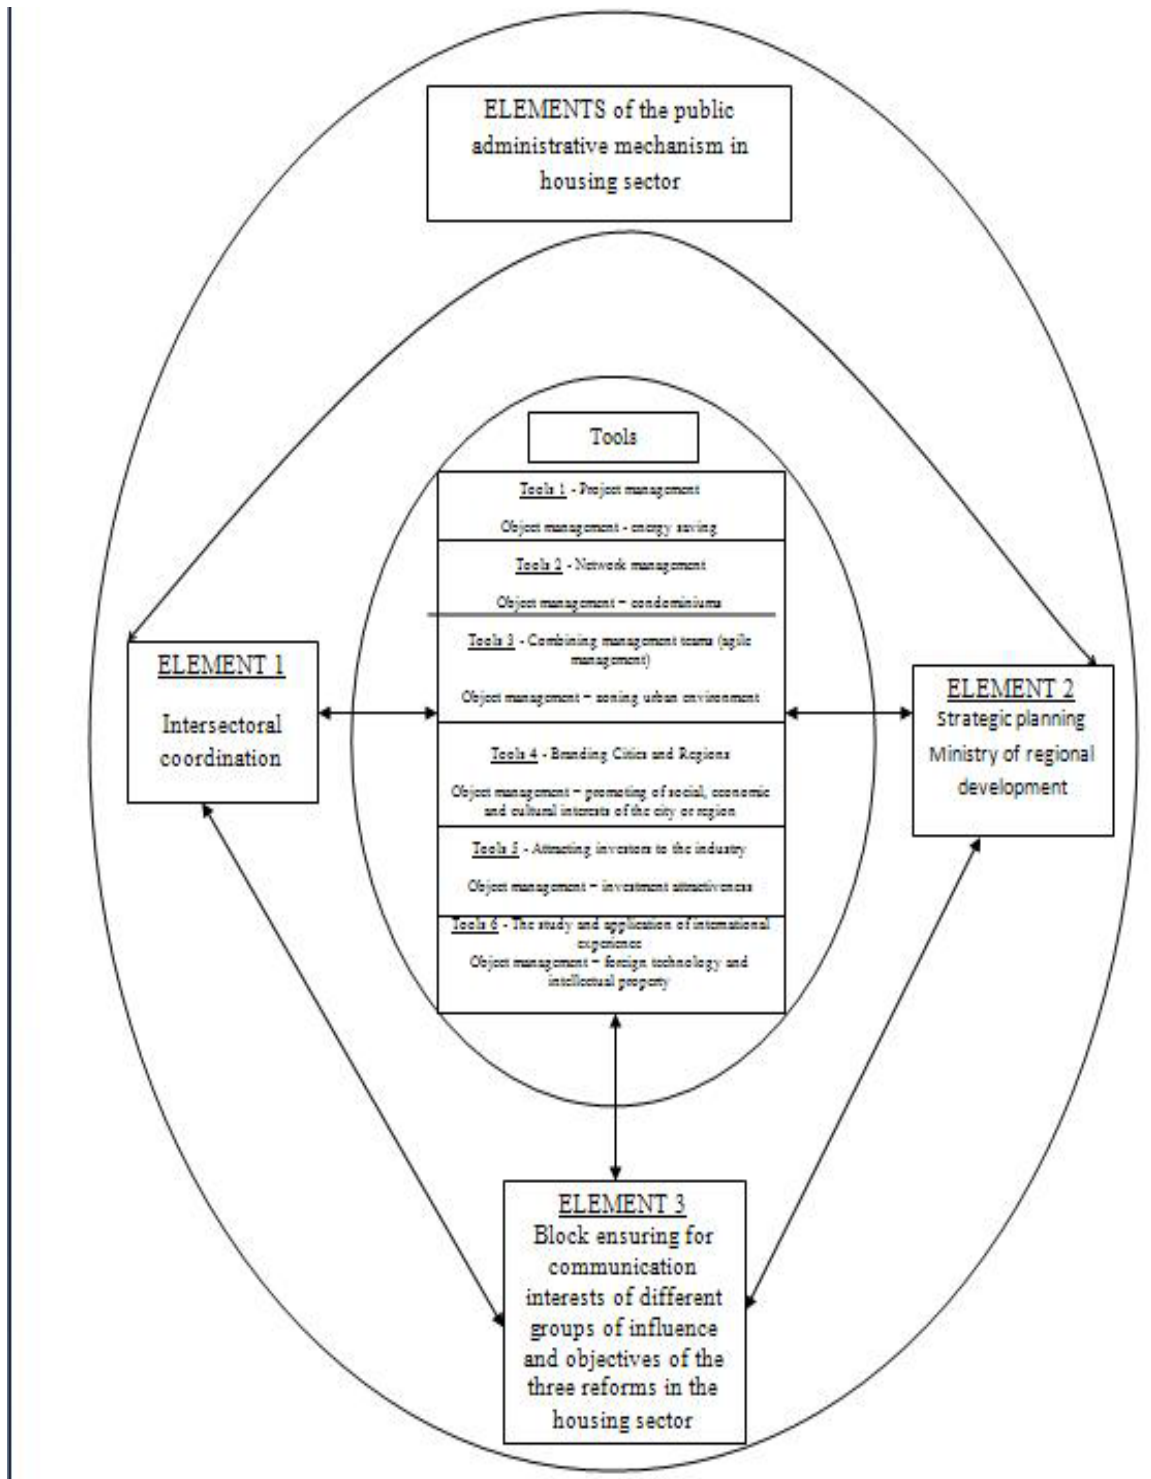 ELEMENTS of the public
administrative mechanism in
housing sector
Tools
Tools 1 - Project management
Object management - energy saving
Tools 2 - Network management
Object management – condominiums
Tools 3 - Combining management teams (agile
management)
Object management – zoning urban environment
Tools 4 - Branding Cities and Regions
Object management – promoting of social, economic
and cultural interests of the city or region
Tools 5 - Attracting investors to the industry
Object management – investment attractiveness
Tools 6 - The study and application of international
experience
Object management – foreign technology and
intellectual property
ELEMENT 1
Intersectoral
coordination
ELEMENT 2
Strategic planning
Ministry of regional
development
ELEMENT 3
Block ensuring for
communication
interests of different
groups of influence
and objectives of the
three reforms in the
housing sector